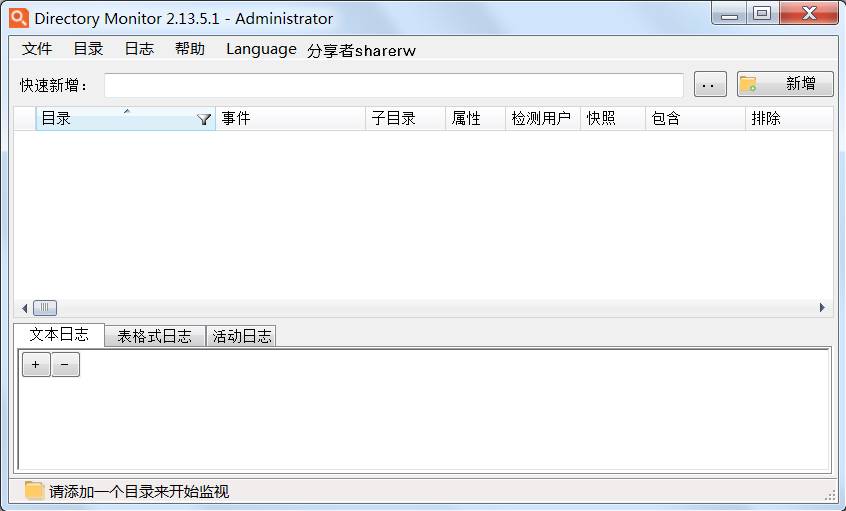 Directory Monitor 2.13.5.1 - Administrator
文件 目录 日志 帮助 Language 分享者sharerw
快速新增： .. 新增
目录 事件 子目录 属性 检测用户 快照 包含 排除
文本日志 表格式日志 活动日志
+ −
请添加一个目录来开始监视